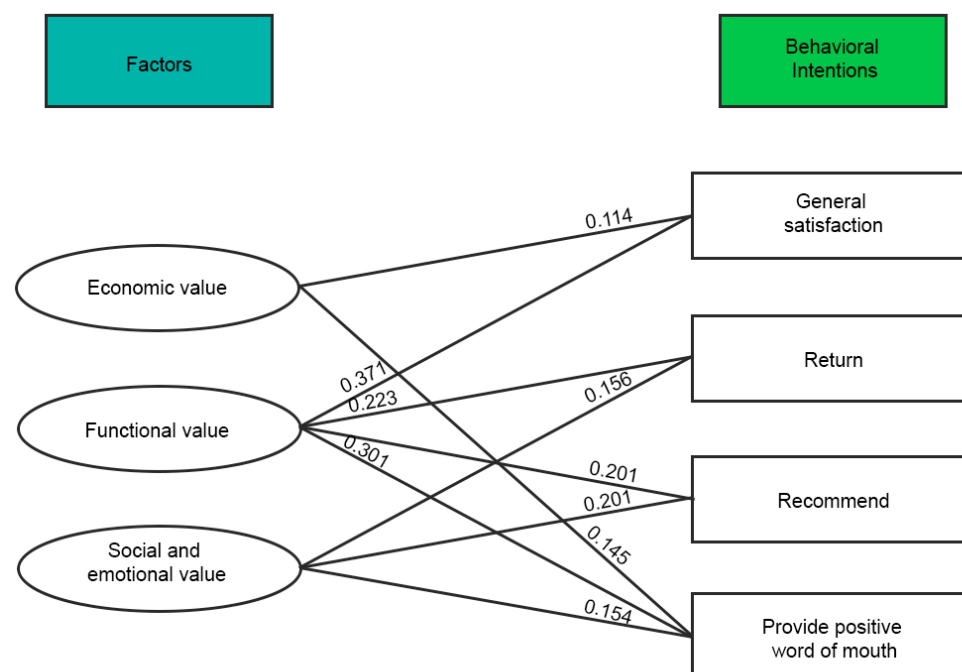 Factors
Behavioral
Intentions
General
satisfaction
0.114
Economic value
Return
0.371
0.156
0.223
Functional value
0.301
0.201
Recommend
0.201
Social and
emotional value
0.145
0.154
Provide positive
word of mouth